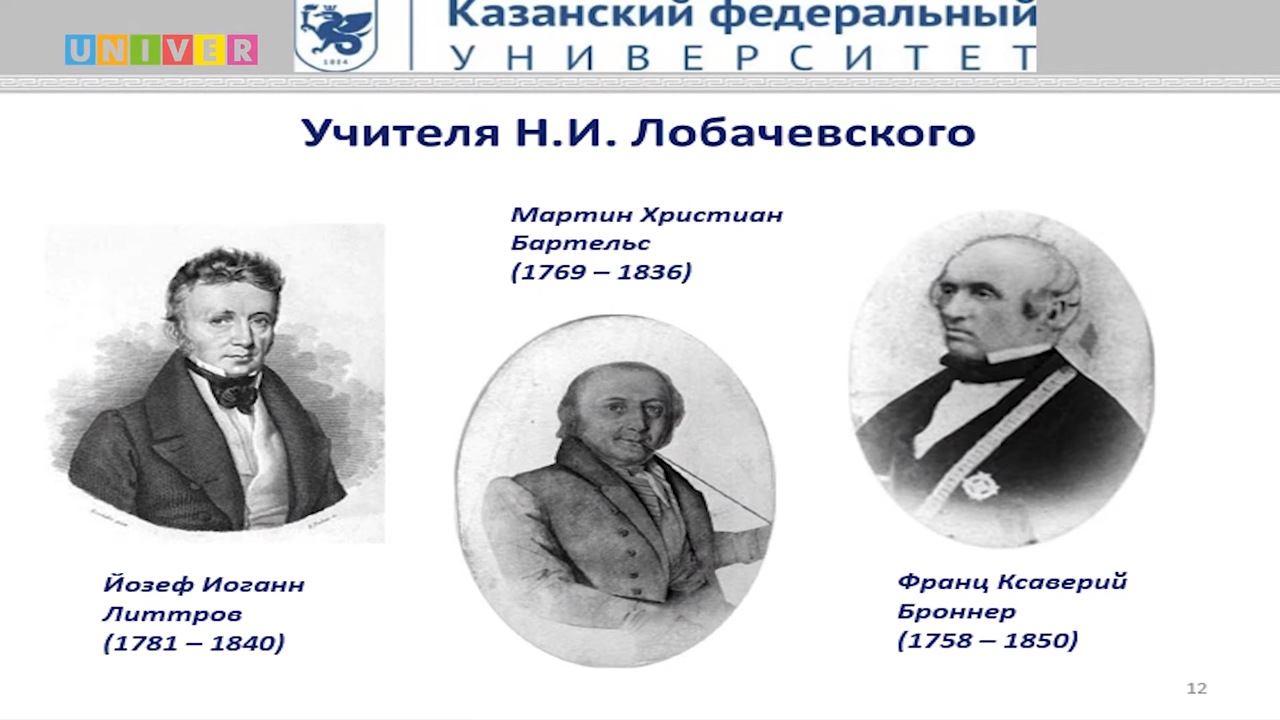 UNIVER
Казанский федеральный
УНИВЕРСИТЕТ
1804
Учителя Н.И. Лобачевского
Мартин Христиан
Бартельс
(1769 – 1836)
Йозеф Иоганн
Литтров
(1781 – 1840)
Франц Ксаверий
Броннер
(1758 – 1850)
12